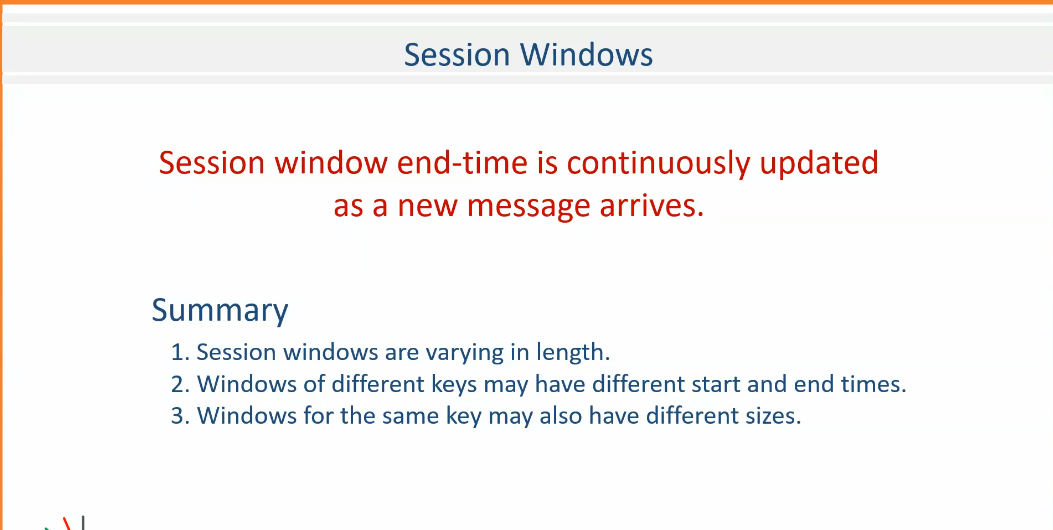 Session Windows
Session window end-time is continuously updated
as a new message arrives.
Summary
1. Session windows are varying in length.
2. Windows of different keys may have different start and end times.
3. Windows for the same key may also have different sizes.